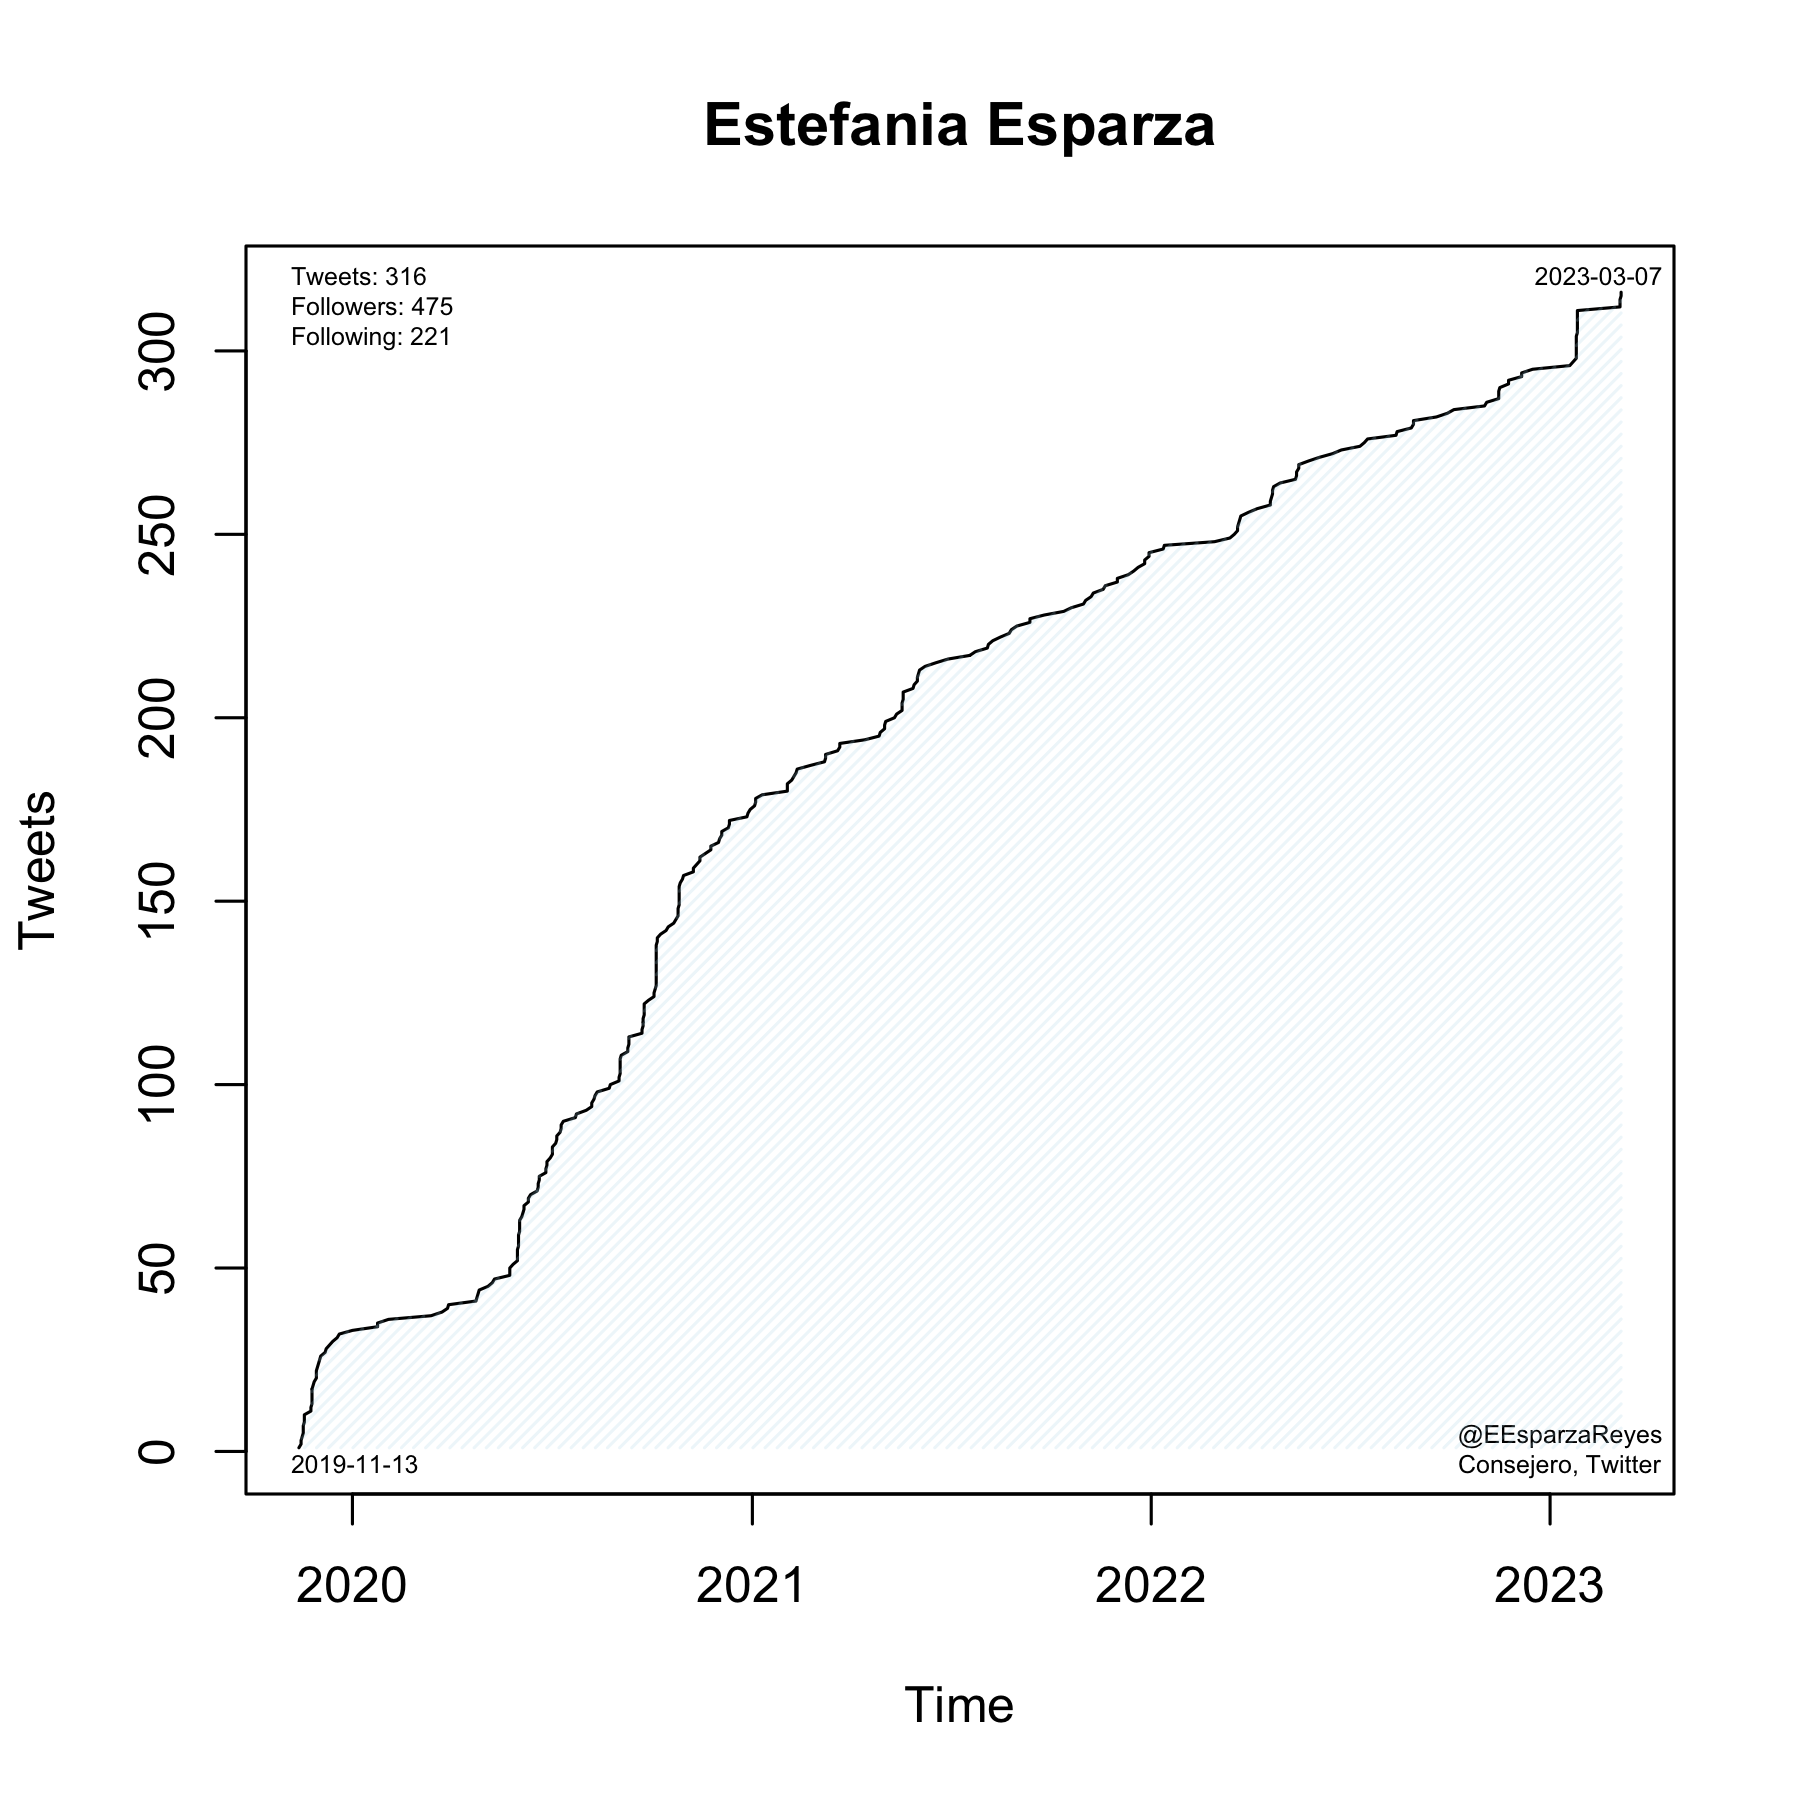 Estefania Esparza
Tweets: 316
Followers: 475
Following: 221
2023-03-07
300
250
200
150
100
50
0
Tweets
2019-11-13
@EEsparzaReyes
Consejero, Twitter
2020 2021 2022 2023
Time